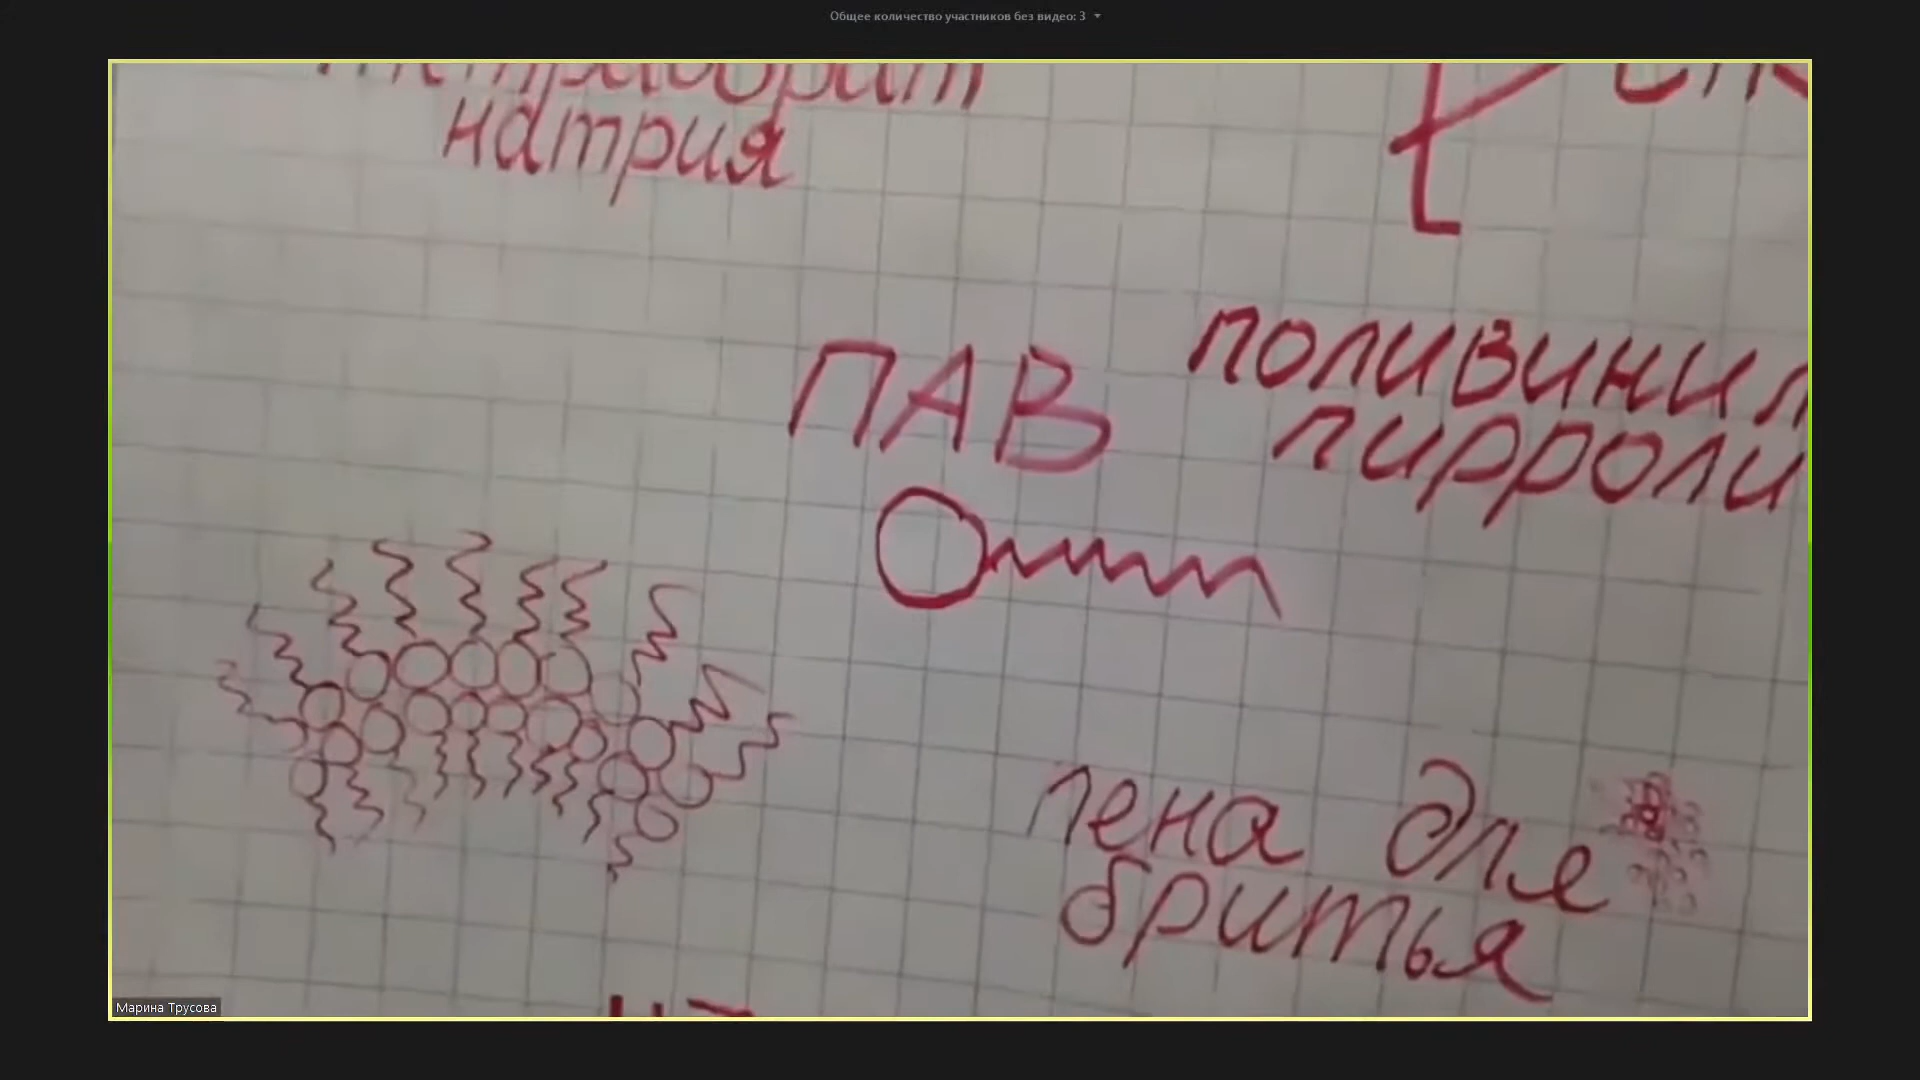 Общее количество участников без видео: 3
натрия
ПАВ
поливинил
пирроли
пена для
бритья
Марина Трусова